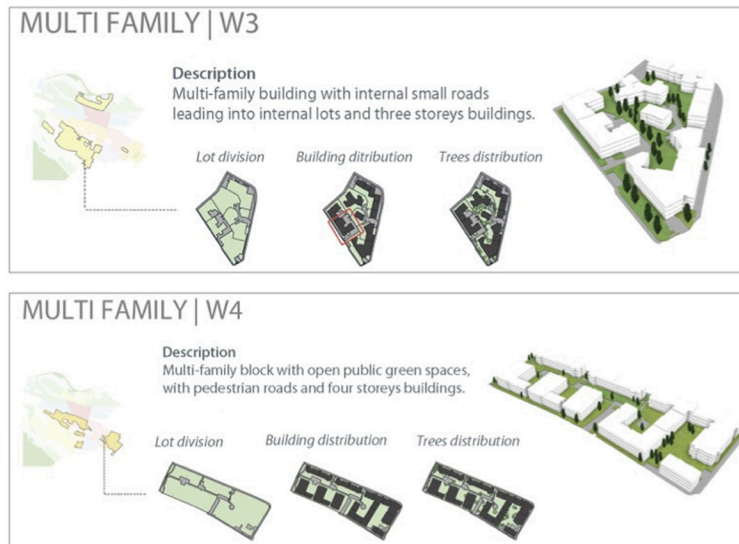 MULTI FAMILY | W3
Description
Multi-family building with internal small roads
leading into internal lots and three storeys buildings.
Lot division
Building ditribution
Trees distribution
MULTI FAMILY | W4
Description
Multi-family block with open public green spaces,
with pedestrian roads and four storeys buildings.
Lot division
Building distribution
Trees distribution